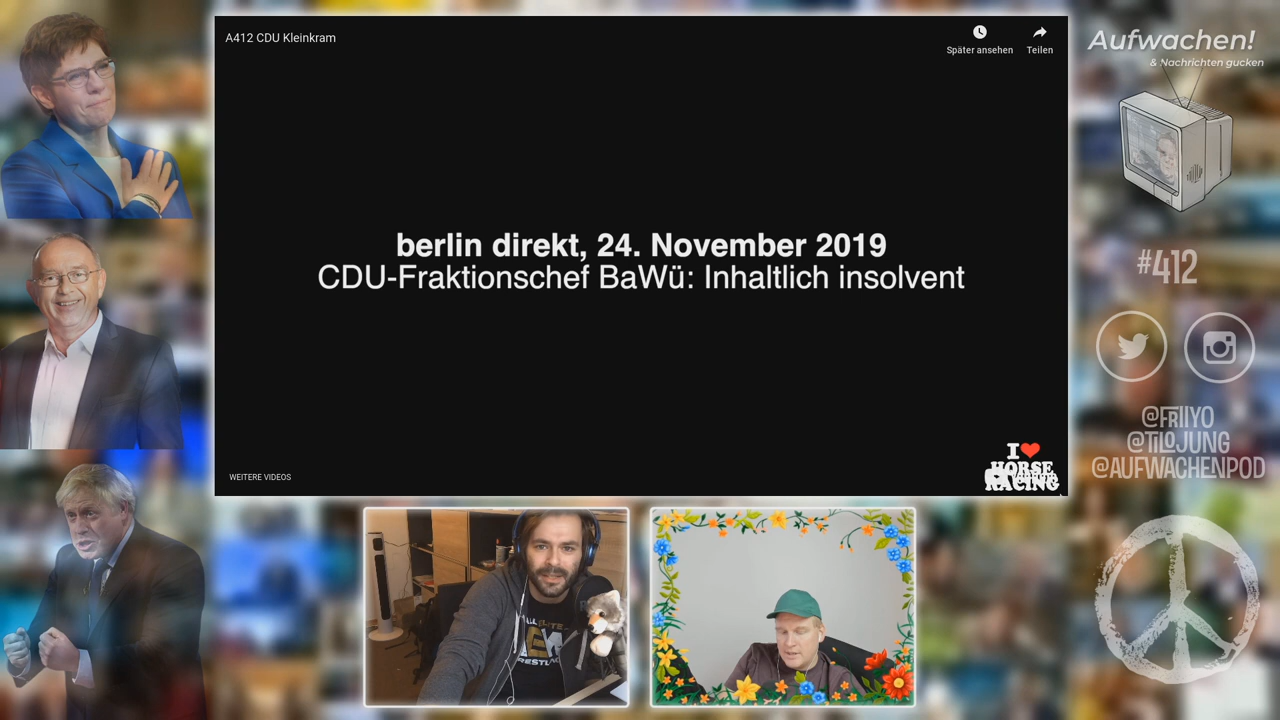 A412 CDU Kleinkram
Später ansehen
Teilen
berlin direkt, 24. November 2019
CDU-Fraktionschef BaWü: Inhaltlich insolvent
WEITERE VIDEOS
I
HORSE
RACING
Aufwachen!
& Nachrichten gucken
#412
@FRIIYO
@TILOJUNG
@AUFWACHENPOD